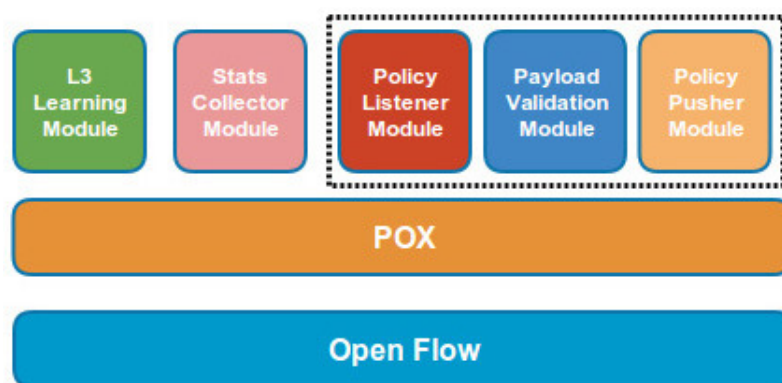 L3
Learning
Module
Stats
Collector
Module
Policy
Listener
Module
Payload
Validation
Module
Policy
Pusher
Module
POX
Open Flow